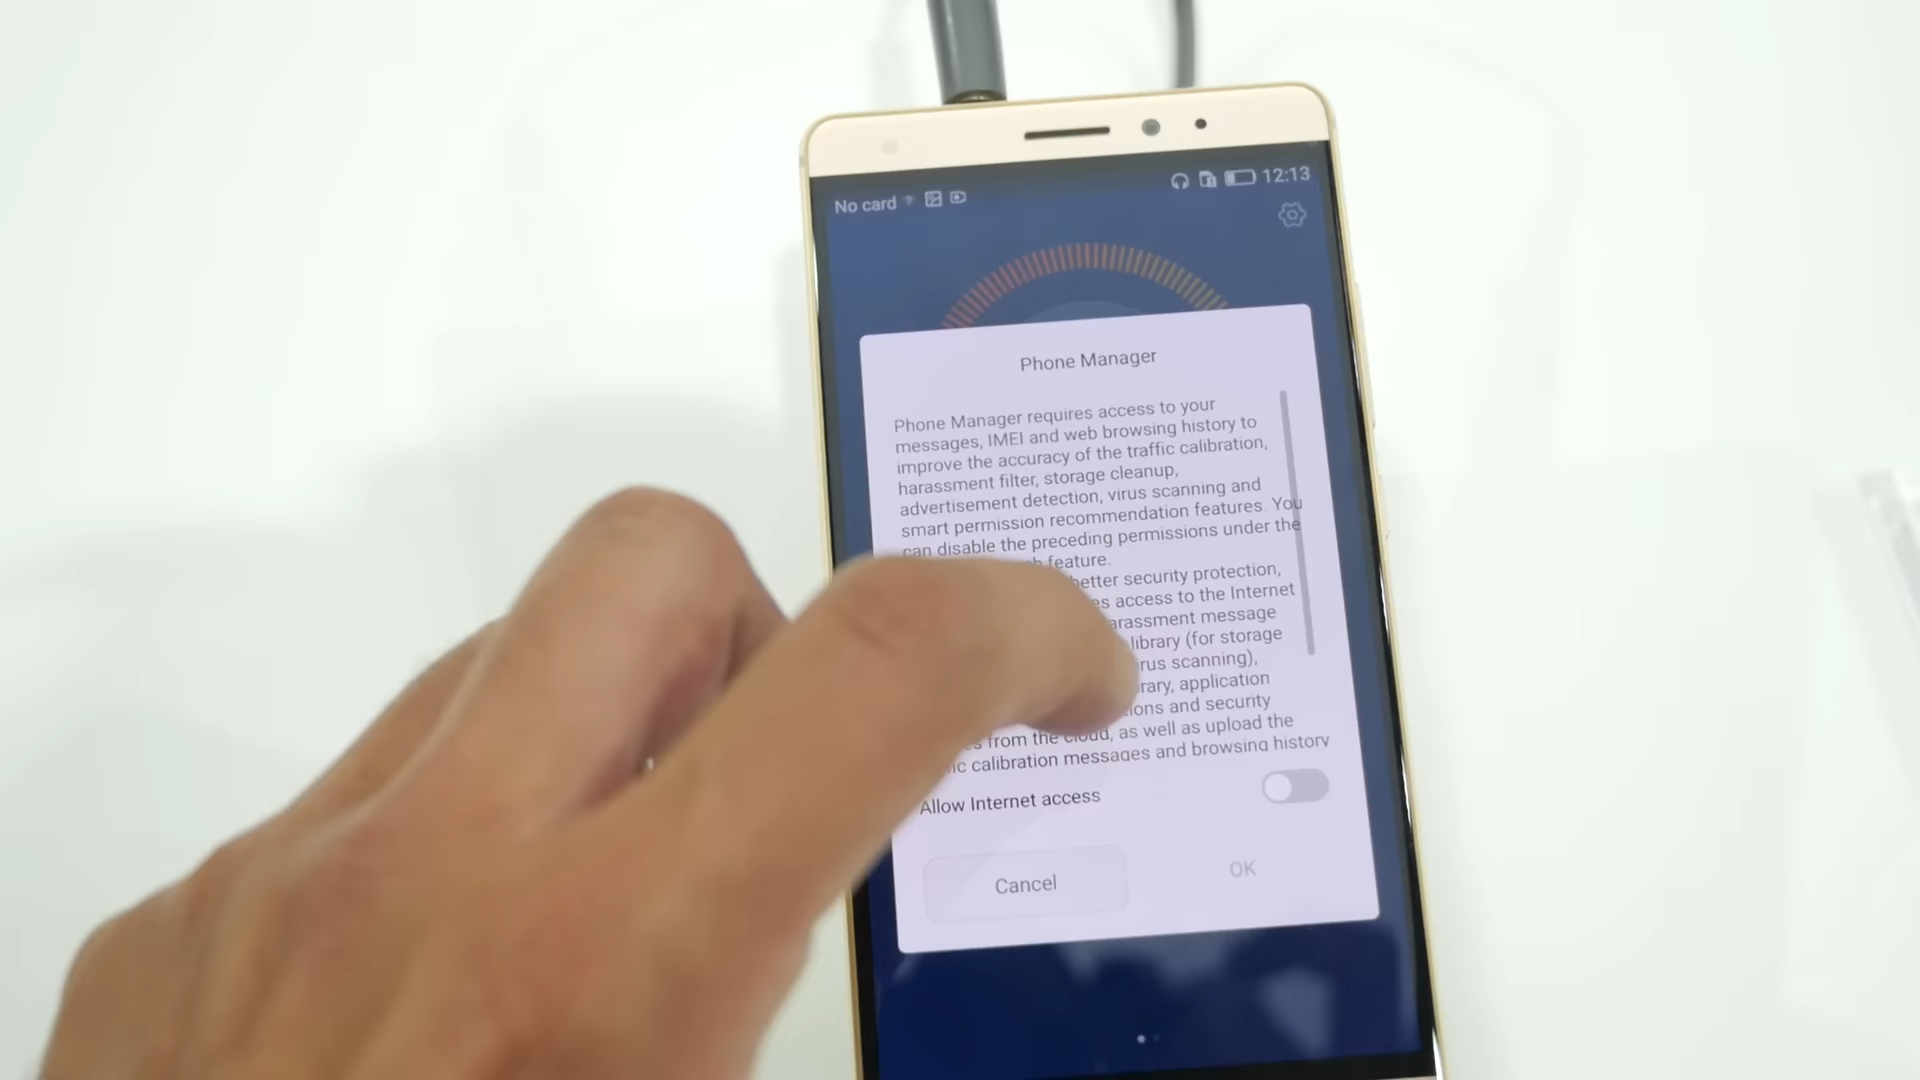 No card
12:13
Phone Manager
Phone Manager requires access to your
messages, IMEI and web browsing history to
improve the accuracy of the traffic calibration,
harassment filter, storage cleanup,
advertisement detection, virus scanning and
smart permission recommendation features. You
can disable the preceding permissions under the
feature.
better security protection,
access to the Internet
message
library (for storage
scanning),
application
and security
from the cloud, as well as upload the
calibration messages and browsing history
Allow Internet access
Cancel
OK